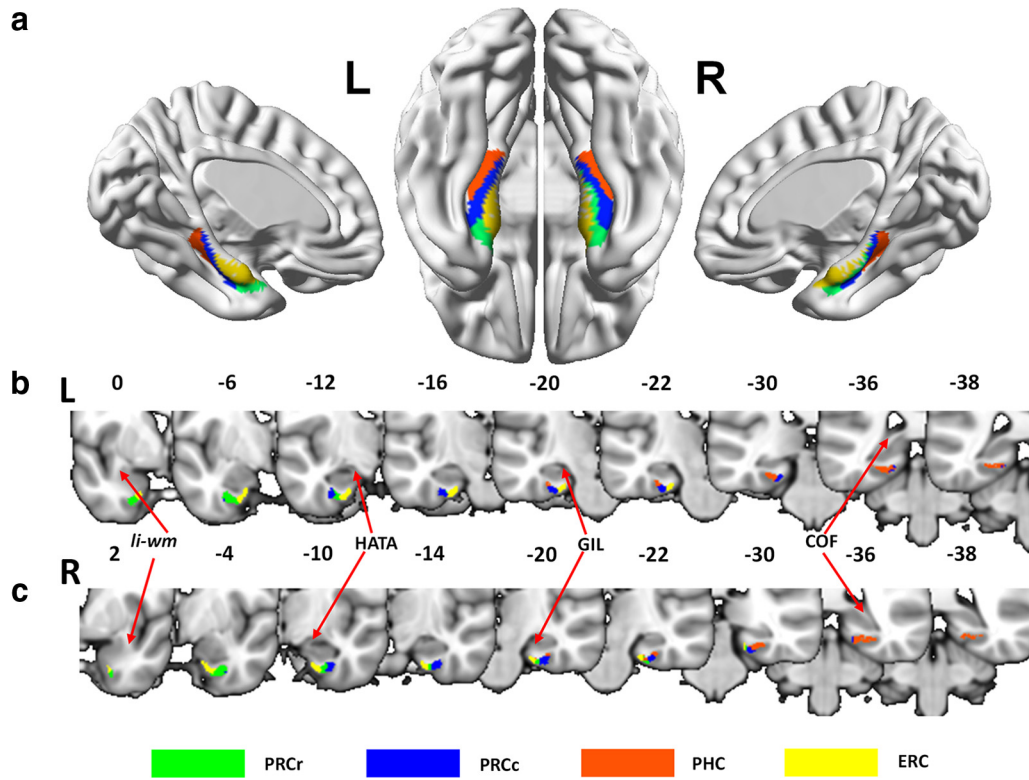 a
L R
b
L
0 -6 -12 -16 -20 -22 -30 -36 -38
li-wm HATA GIL COF
2 -4 -10 -14 -20 -22 -30 -36 -38
R
c
PRCr PRCc PHC ERC